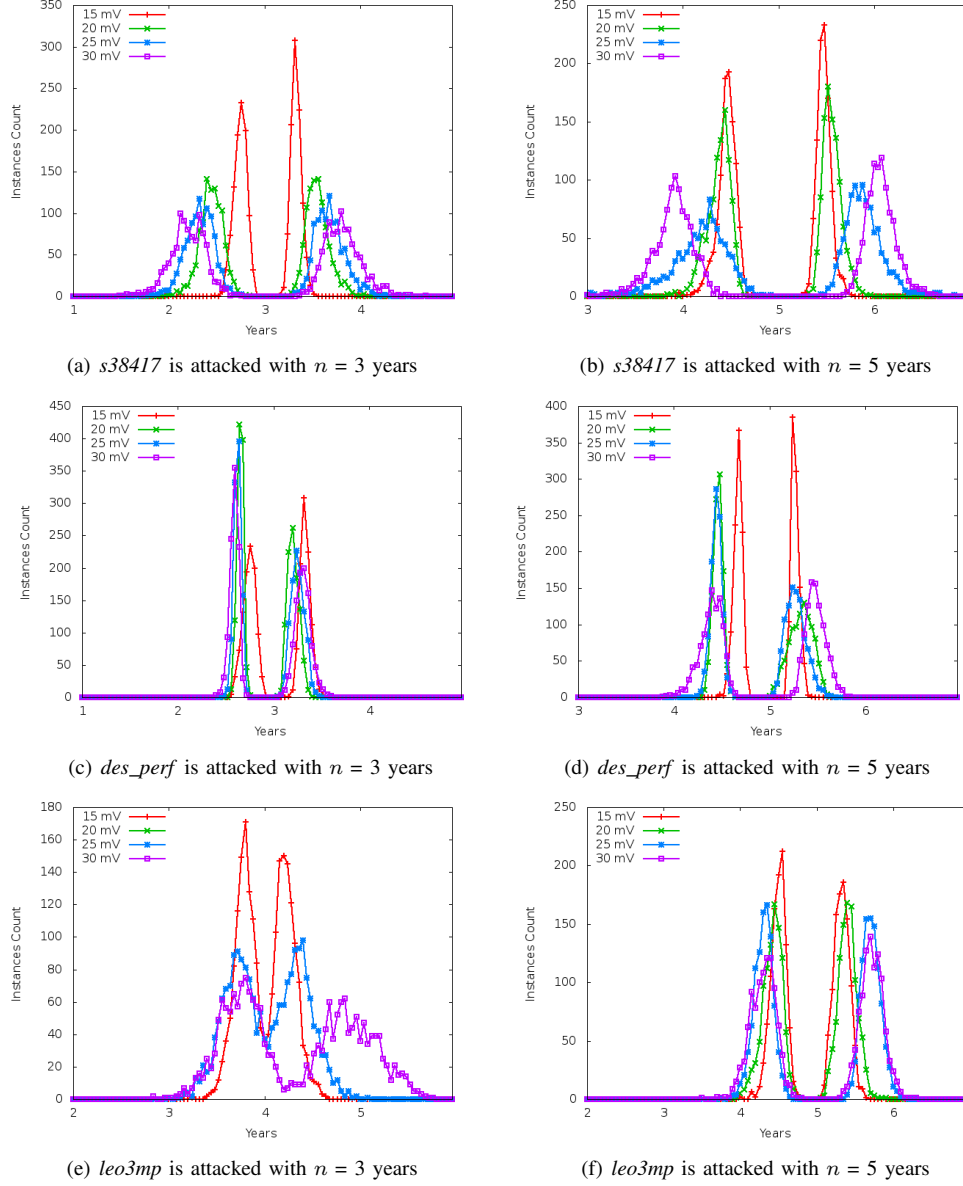 350
300
250
200
150
100
50
0
Instances Count
15 mV
20 mV
25 mV
30 mV
1 2 3 4
Years
(a) s38417 is attacked with n = 3 years
250
200
150
100
50
0
Instances Count
15 mV
20 mV
25 mV
30 mV
3 4 5 6
Years
(b) s38417 is attacked with n = 5 years
450
400
350
300
250
200
150
100
50
0
Instances Count
15 mV
20 mV
25 mV
30 mV
1 2 3 4
Years
(c) des_perf is attacked with n = 3 years
400
350
300
250
200
150
100
50
0
Instances Count
15 mV
20 mV
25 mV
30 mV
3 4 5 6
Years
(d) des_perf is attacked with n = 5 years
180
160
140
120
100
80
60
40
20
0
Instances Count
15 mV
20 mV
25 mV
30 mV
2 3 4 5
Years
(e) leo3mp is attacked with n = 3 years
250
200
150
100
50
0
Instances Count
15 mV
20 mV
25 mV
30 mV
2 3 4 5 6
Years
(f) leo3mp is attacked with n = 5 years